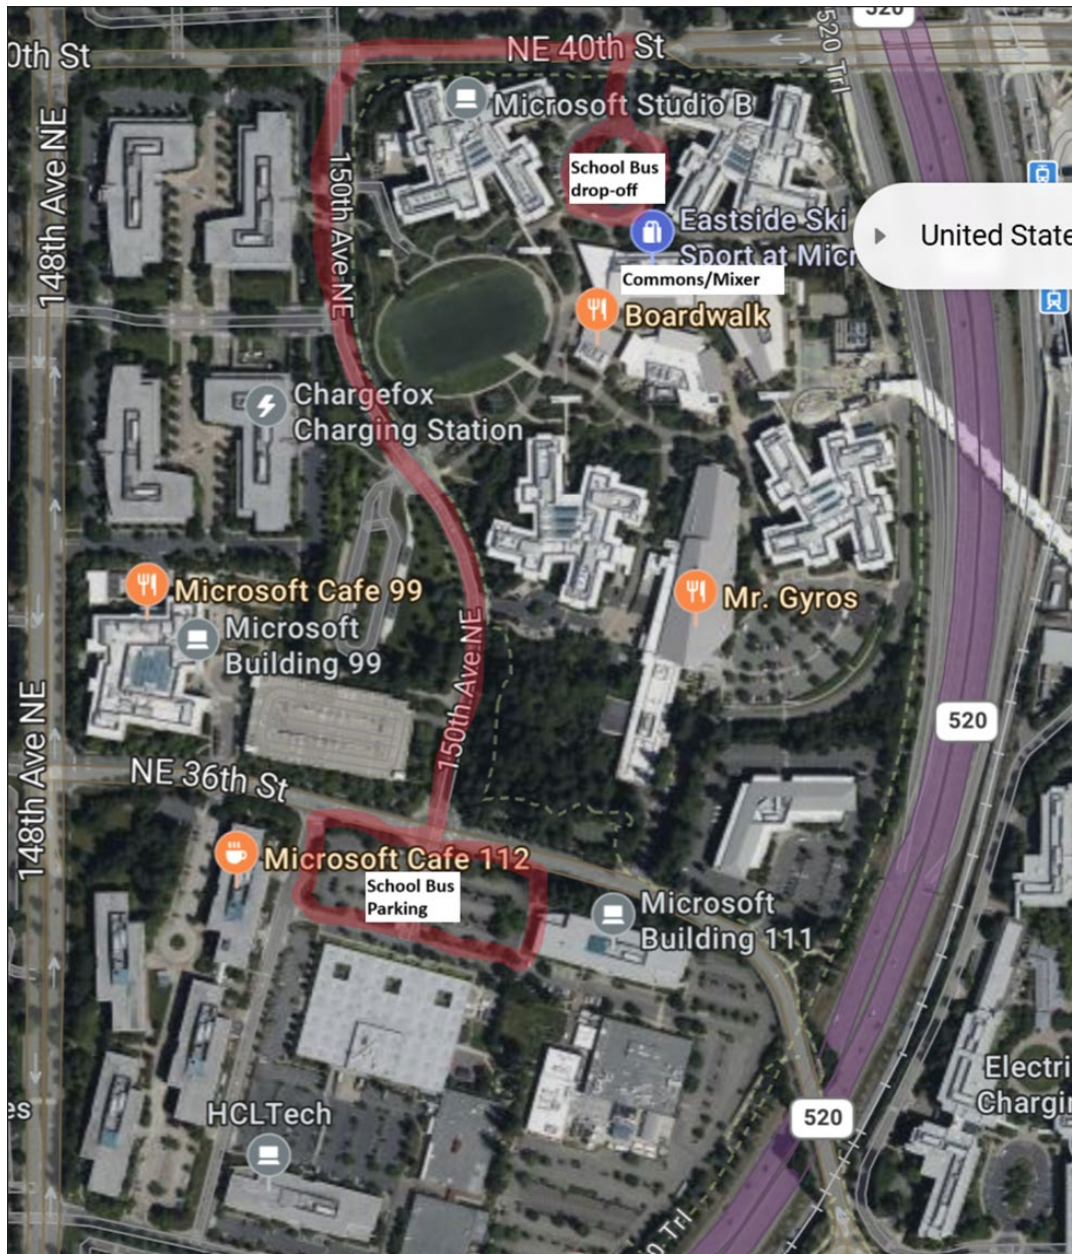 520
NE 40th St
0th St
520 Trl
Microsoft Studio B
148th Ave NE
150th Ave NE
School Bus
drop-off
Eastside Ski
Sport at Micr
United State
Commons/Mixer
Boardwalk
Chargefox
Charging Station
Microsoft Cafe 99
Mr. Gyros
Microsoft
Building 99
150th Ave NE
520
148th Ave NE
NE 36th St
Microsoft Cafe 112
School Bus
Parking
Microsoft
Building 111
Electri
Chargin
es
HCLTech
520
0 Trl